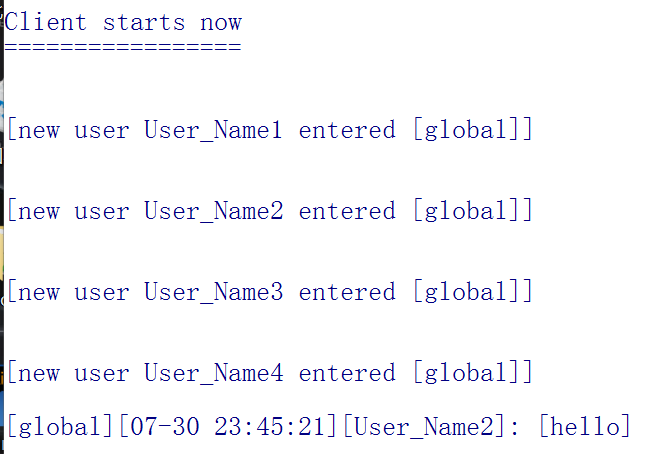 Client starts now
=================
[new user User_Name1 entered [global]]
[new user User_Name2 entered [global]]
[new user User_Name3 entered [global]]
[new user User_Name4 entered [global]]
[global][07-30 23:45:21][User_Name2]: [hello]